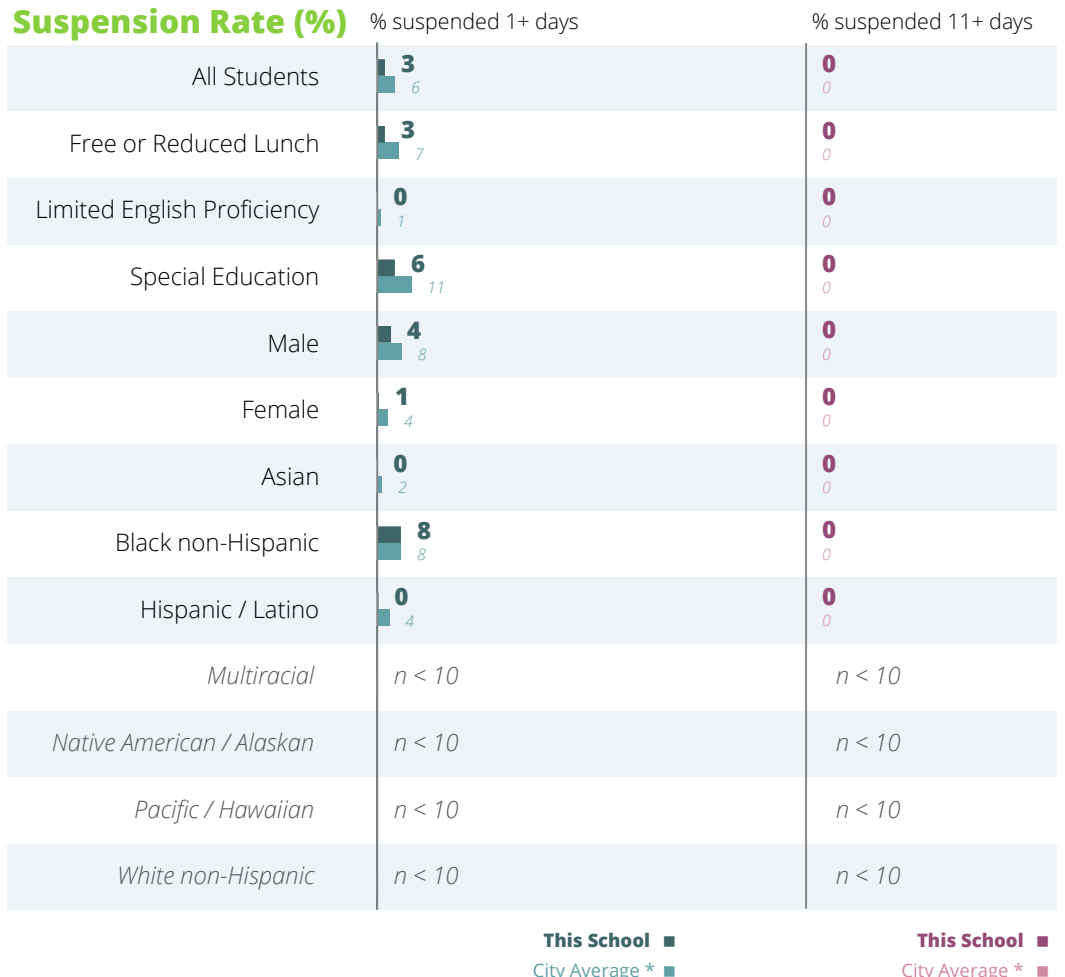 Suspension Rate (%) % suspended 1+ days % suspended 11+ days
All Students 3 0
6 0
Free or Reduced Lunch 3 0
7 0
Limited English Proficiency 0 0
1 0
Special Education 6 0
11 0
Male 4 0
8 0
Female 1 0
4 0
Asian 0 0
2 0
Black non-Hispanic 8 0
8 0
Hispanic / Latino 0 0
4 0
Multiracial n < 10 n < 10
Native American / Alaskan n < 10 n < 10
Pacific / Hawaiian n < 10 n < 10
White non-Hispanic n < 10 n < 10
This School This School
City Average * City Average *